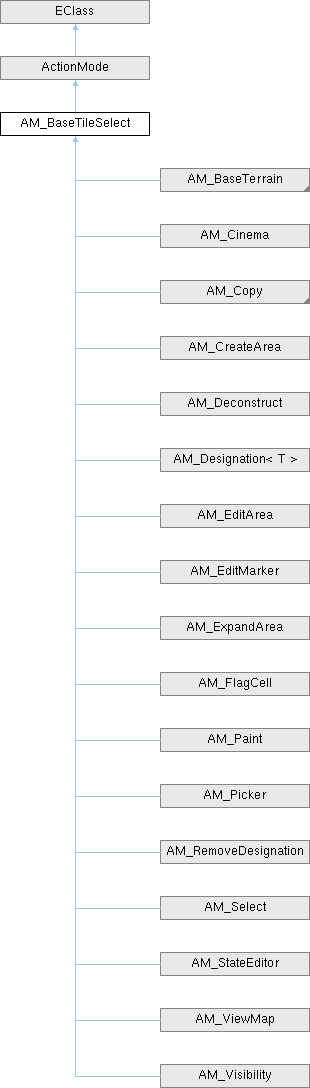 EClass
ActionMode
AM_BaseTileSelect
AM_BaseTerrain
AM_Cinema
AM_Copy
AM_CreateArea
AM_Deconstruct
AM_Designation< T >
AM_EditArea
AM_EditMarker
AM_ExpandArea
AM_FlagCell
AM_Paint
AM_Picker
AM_RemoveDesignation
AM_Select
AM_StateEditor
AM_ViewMap
AM_Visibility